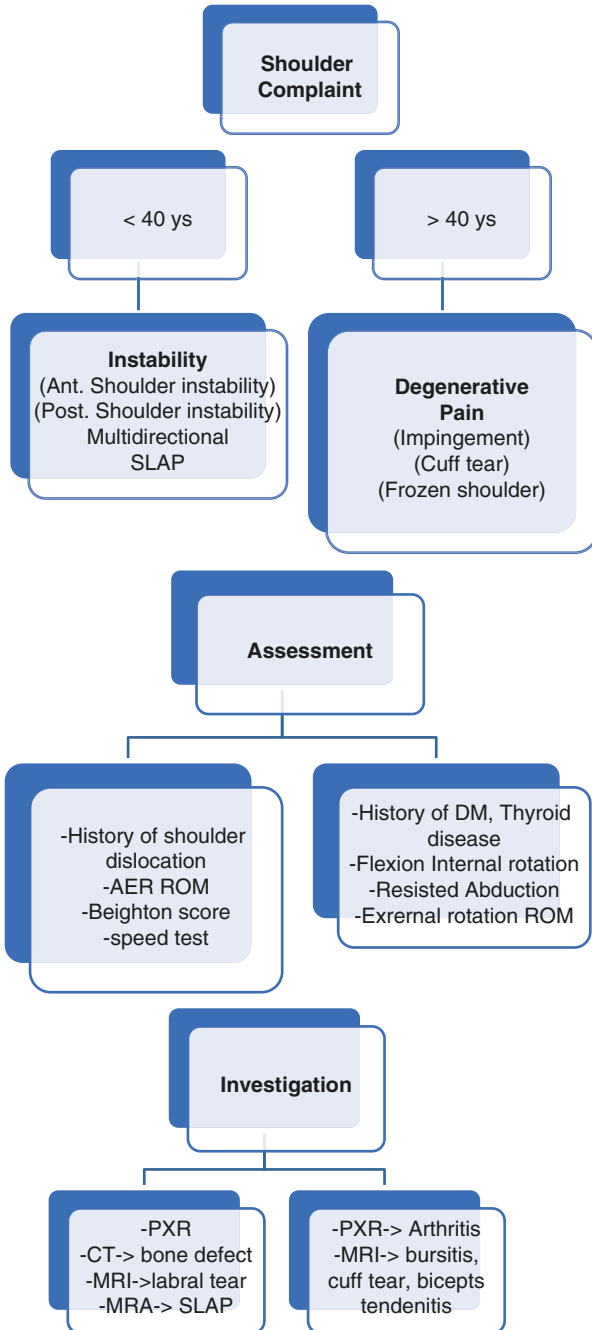 Shoulder
Complaint
< 40 ys
> 40 ys
Instability
(Ant. Shoulder instability)
(Post. Shoulder instability)
Multidirectional
SLAP
Degenerative
Pain
(Impingement)
(Cuff tear)
(Frozen shoulder)
Assessment
-History of shoulder
dislocation
-AER ROM
-Beighton score
-speed test
-History of DM, Thyroid
disease
-Flexion Internal rotation
-Resisted Abduction
-Exrernal rotation ROM
Investigation
-PXR
-CT-> bone defect
-MRI->labral tear
-MRA-> SLAP
-PXR-> Arthritis
-MRI-> bursitis,
cuff tear, bicepts
tendenitis